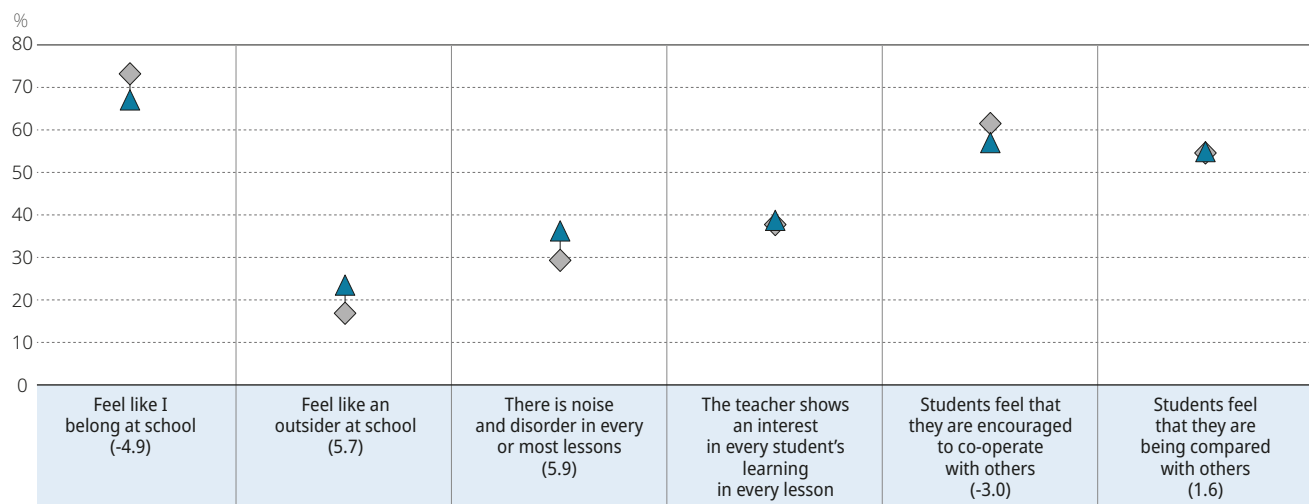 %
80
70
60
50
40
30
20
10
0
Feel like I
belong at school
(-4.9)
Feel like an
outsider at school
(5.7)
There is noise
and disorder in every
or most lessons
(5.9)
The teacher shows
an interest
in every student’s
learning
in every lesson
Students feel that
they are encouraged
to co-operate
with others
(-3.0)
Students feel
that they are
being compared
with others
(1.6)